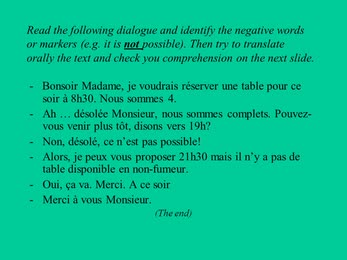 Read the following dialogue and identify the negative words
or markers (e.g. it is not possible). Then try to translate
orally the text and check you comprehension on the next slide.
- Bonsoir Madame, je voudrais réserver une table pour ce
soir à 8h30. Nous sommes 4.
- Ah … désolée Monsieur, nous sommes complets. Pouvez-
vous venir plus tôt, disons vers 19h?
- Non, désolé, ce n’est pas possible!
- Alors, je peux vous proposer 21h30 mais il n’y a pas de
table disponible en non-fumeur.
- Oui, ça va. Merci. A ce soir
- Merci à vous Monsieur.
(The end)